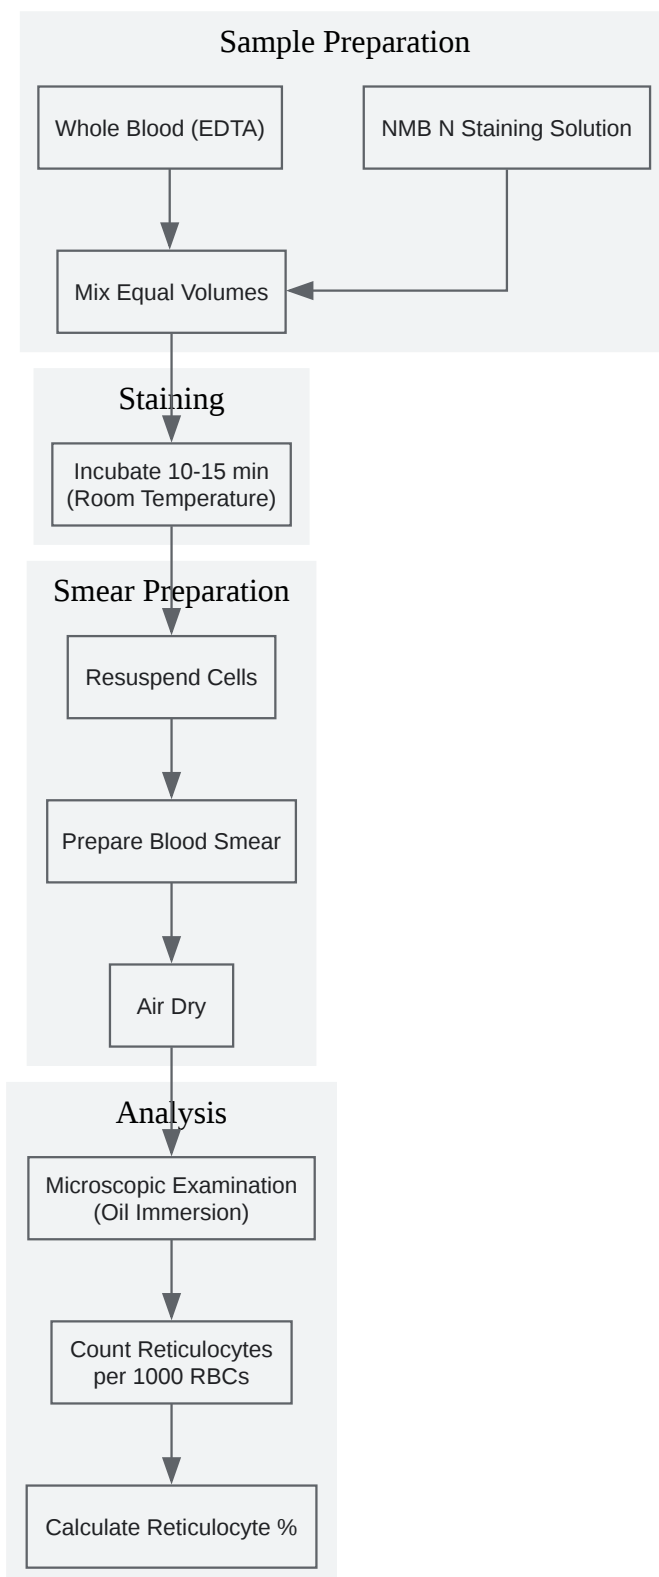 Sample Preparation
Whole Blood (EDTA)
NMB N Staining Solution
Mix Equal Volumes
Staining
Incubate 10-15 min
(Room Temperature)
Smear Preparation
Resuspend Cells
Prepare Blood Smear
Air Dry
Analysis
Microscopic Examination
(Oil Immersion)
Count Reticulocytes
per 1000 RBCs
Calculate Reticulocyte %